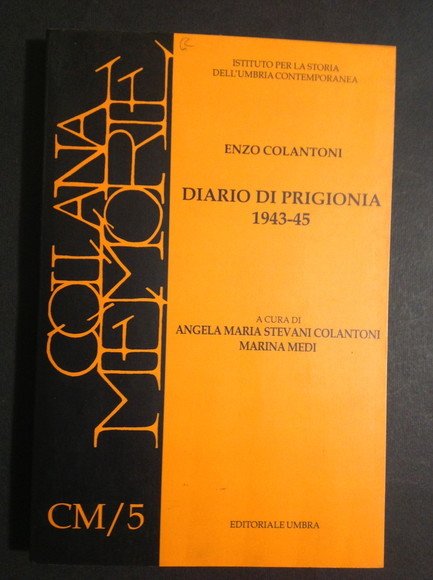 ISTITUTO PER LA STORIA
DELL'UMBRIA CONTEMPORANEA
ENZO COLANTONI
DIARIO DI PRIGIONIA
1943-45
A CURA DI
ANGELA MARIA STEVANI COLANTONI
MARINA MEDI
EDITORIALE UMBRA
COLANA
MEMORIE
CM/5